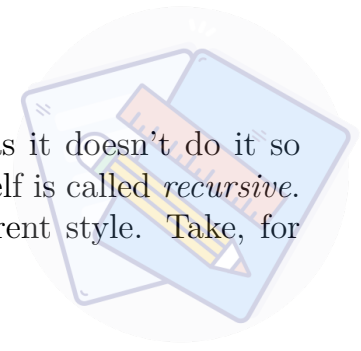 s it doesn't do it so
elf is called recursive.
rent style. Take, for